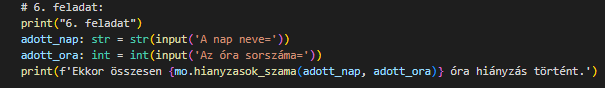 # 6. feladat:
print("6. feladat")
adott_nap: str = str(input('A nap neve='))
adott_ora: int = int(input('Az óra sorszáma='))
print(f'Ekkor összesen {mo.hianyzasok_szama(adott_nap, adott_ora)} óra hiányzás történt.')